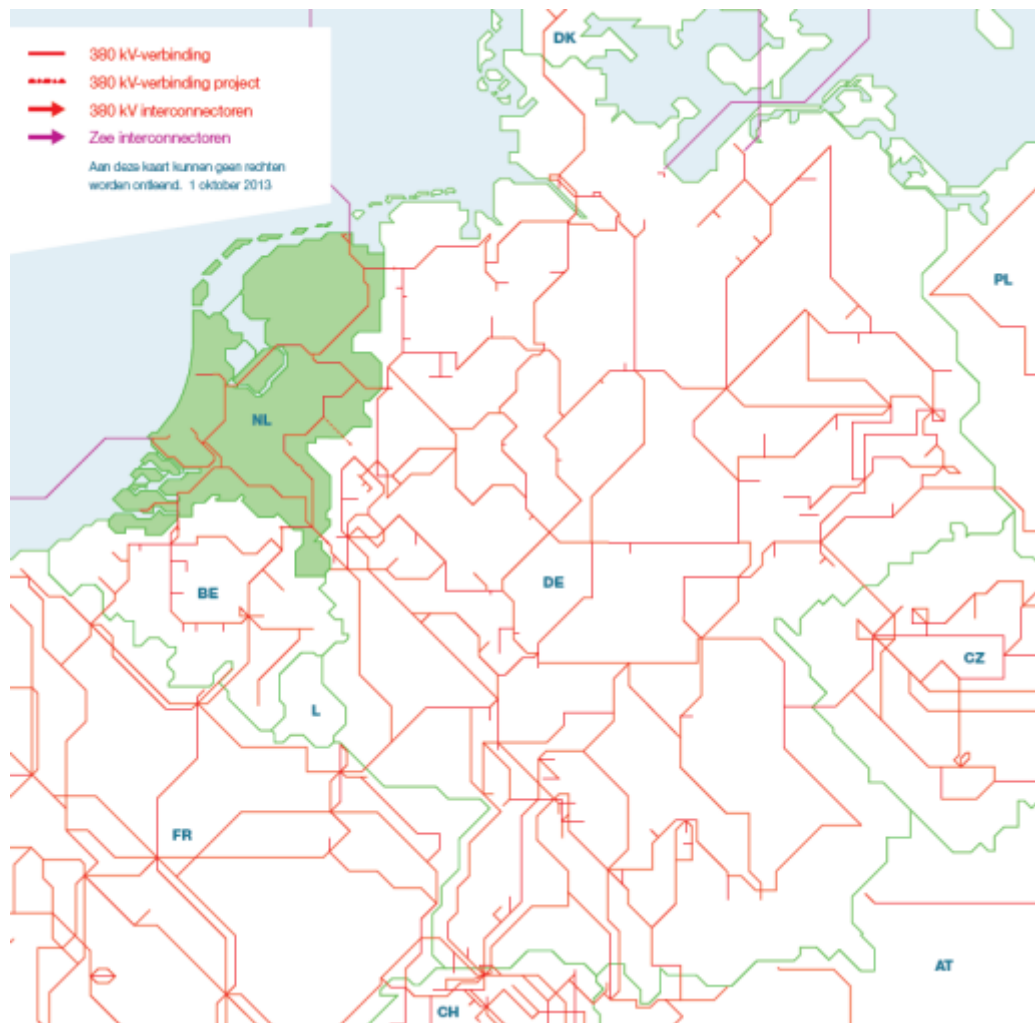 380 kV-verbinding
380 kV-verbinding project
380 kV interconnectoren
Zee interconnectoren
Aan deze kaart kunnen geen rechten
worden ontleend. 1 oktober 2013
DK
PL
NL
DE
BE
CZ
L
FR
AT
CH